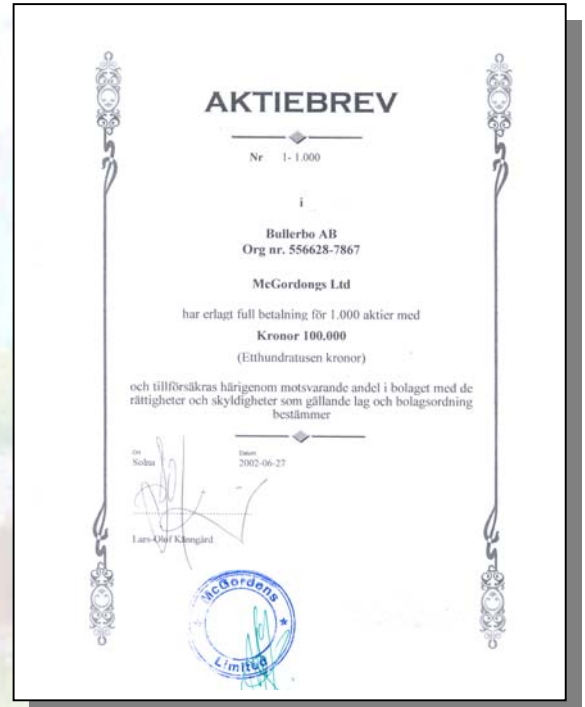 AKTIEBREV
Nr 1- 1.000
i
Bullerbo AB
Org nr. 556628-7867
McGordongs Ltd
har erlagt full betalning för 1.000 aktier med
Kronor 100.000
(Etthundratusen kronor)
och tillförsäkras härigenom motsvarande andel i bolaget med de
rättigheter och skyldigheter som gällande lag och bolagsordning
bestämmer
Ort Datum
Solna 2002-06-27
Lars-Olof Känngård
McGordens
Limited